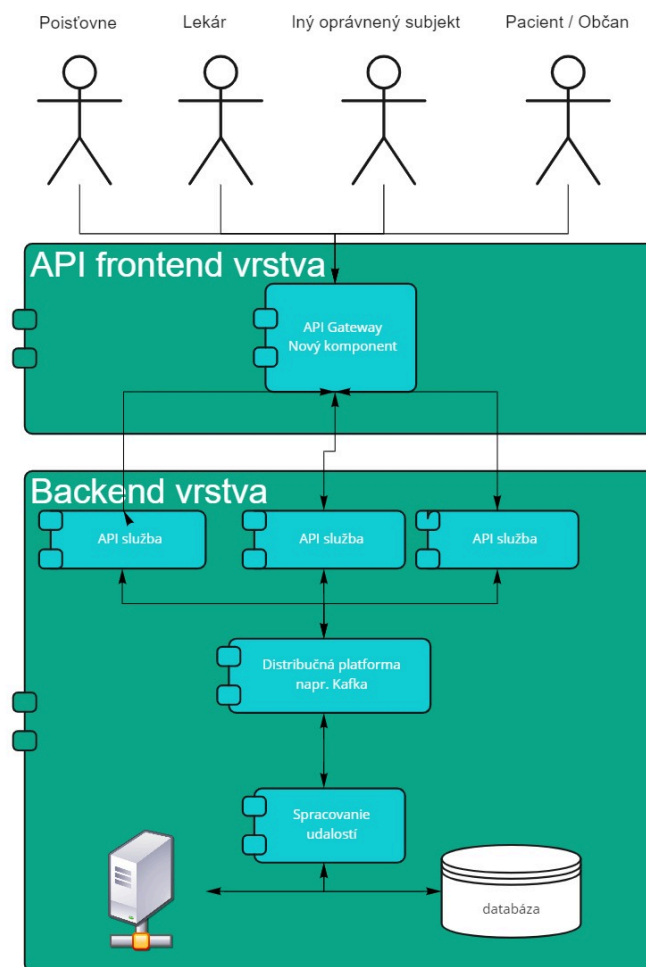 Poisťovne
Lekár
Iný oprávnený subjekt
Pacient / Občan
API frontend vrstva
API Gateway
Nový komponent
Backend vrstva
API služba
API služba
API služba
Distribučná platforma
napr. Kafka
Spracovanie
udalostí
databáza